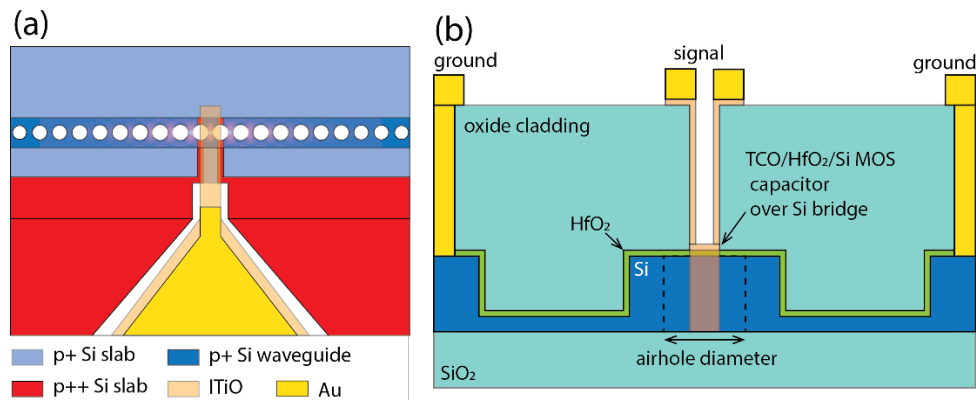 (a)
p+ Si slab
p+ Si waveguide
p++ Si slab
ITiO
Au
(b)
ground
signal
ground
oxide cladding
TCO/HfO₂/Si MOS
capacitor
over Si bridge
HfO₂
Si
airhole diameter
SiO₂